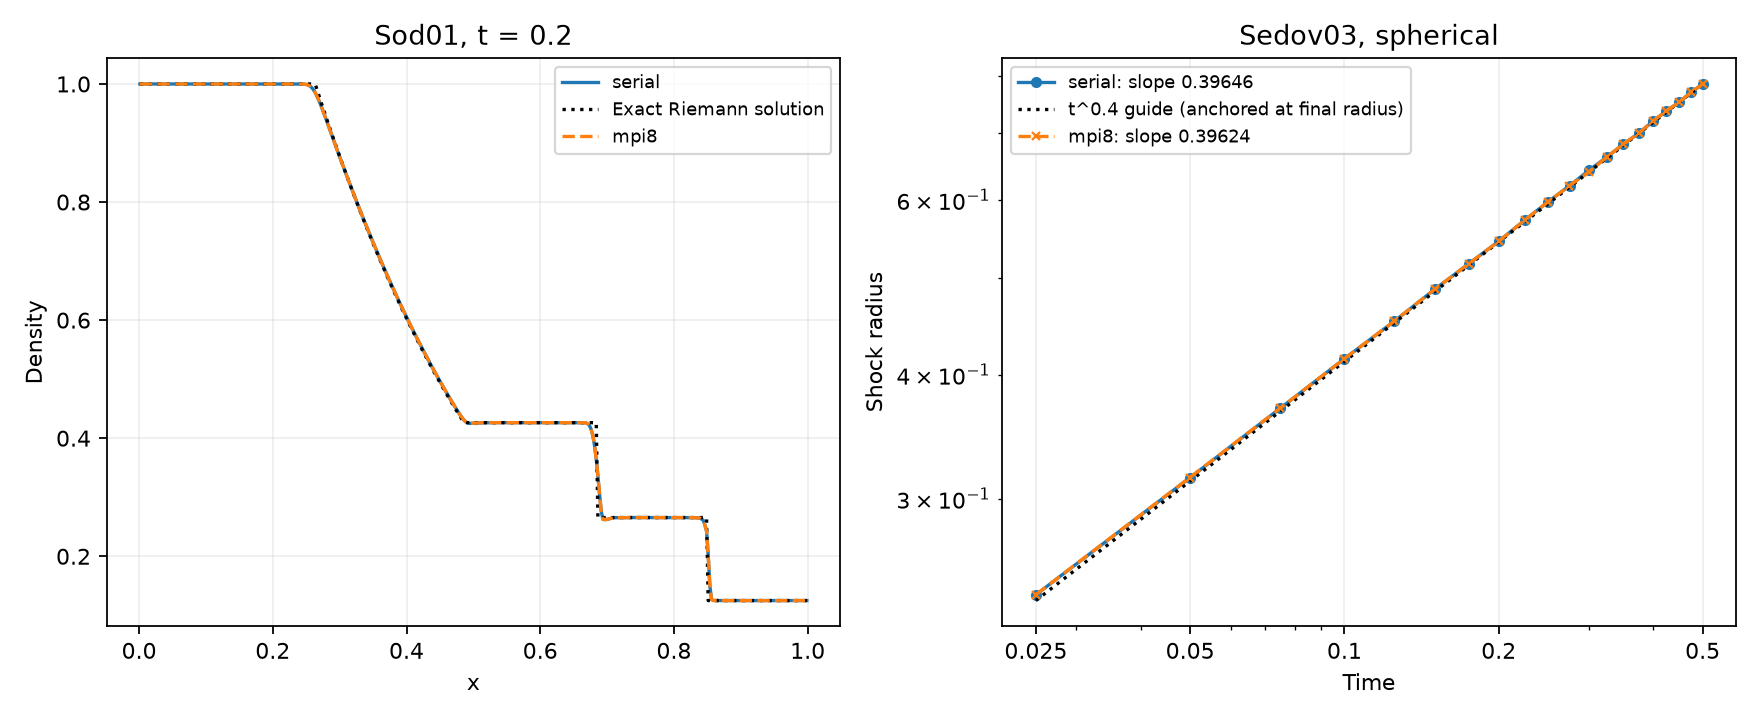 Sod01, t = 0.2
serial
Exact Riemann solution
mpi8
1.0
0.8
0.6
0.4
0.2
Density
0.0 0.2 0.4 0.6 0.8 1.0
x
Sedov03, spherical
serial: slope 0.39646
t^0.4 guide (anchored at final radius)
mpi8: slope 0.39624
6 × 10⁻¹
4 × 10⁻¹
3 × 10⁻¹
Shock radius
0.025 0.05 0.1 0.2 0.5
Time